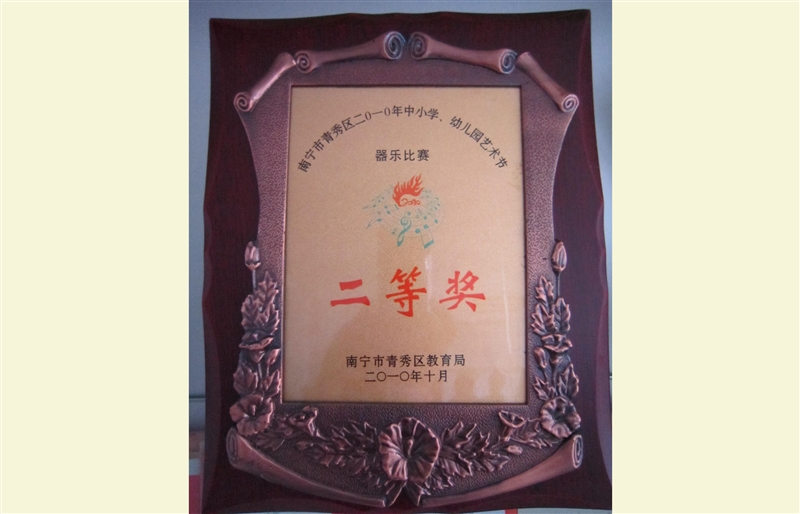 南宁市青秀区二〇一〇年中小学、幼儿园艺术节
器乐比赛
二等奖
南宁市青秀区教育局
二〇一〇年十月